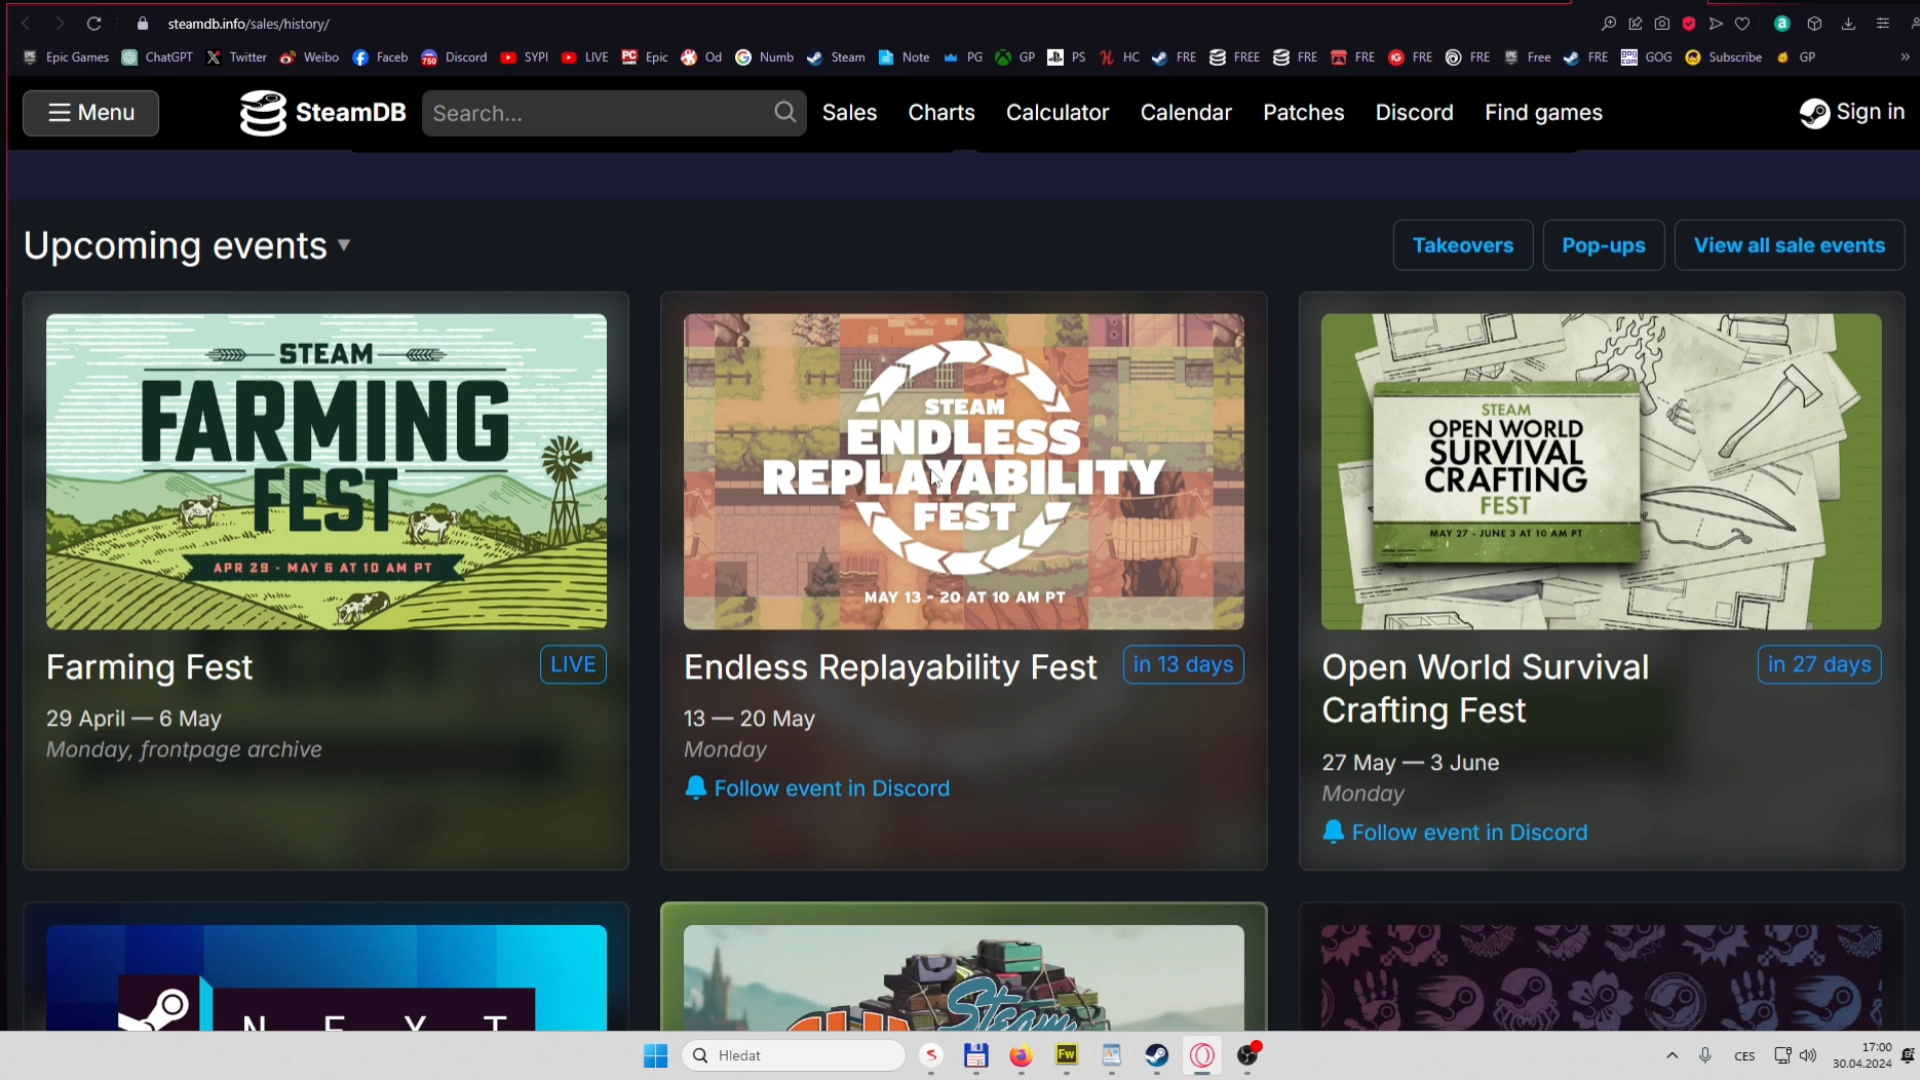 steamdb.info/sales/history/
Epic Games ChatGPT Twitter Weibo Faceb Discord SYPI LIVE Epic Od Numb Steam Note PG GP PS HC FRE FREE FRE FRE FRE FRE Free FRE GOG Subscribe GP »
Menu SteamDB Search... Sales Charts Calculator Calendar Patches Discord Find games Sign in
Upcoming events Takeovers Pop-ups View all sale events
STEAM
FARMING
FEST
APR 29 - MAY 6 AT 10 AM PT
Farming Fest LIVE
29 April — 6 May
Monday, frontpage archive
STEAM
ENDLESS
REPLAYABILITY
FEST
MAY 13 - 20 AT 10 AM PT
Endless Replayability Fest in 13 days
13 — 20 May
Monday
Follow event in Discord
STEAM
OPEN WORLD
SURVIVAL
CRAFTING
FEST
MAY 27 - JUNE 3 AT 10 AM PT
Open World Survival in 27 days
Crafting Fest
27 May — 3 June
Monday
Follow event in Discord
NEXT
Steam
Hledat
Fw
CES
17:00
30.04.2024